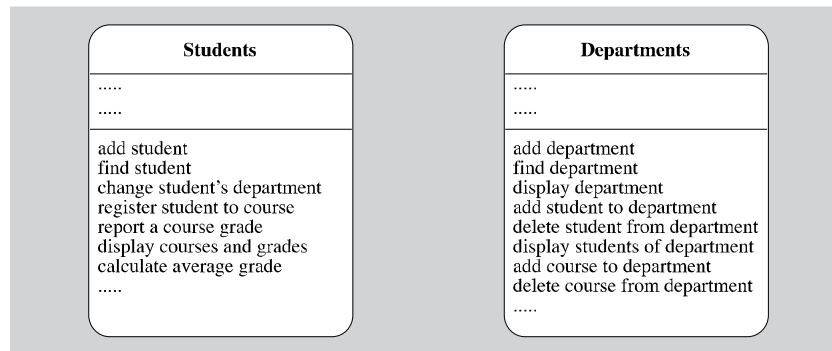 Students
.....
.....
add student
find student
change student's department
register student to course
report a course grade
display courses and grades
calculate average grade
.....
Departments
.....
.....
add department
find department
display department
add student to department
delete student from department
display students of department
add course to department
delete course from department
.....